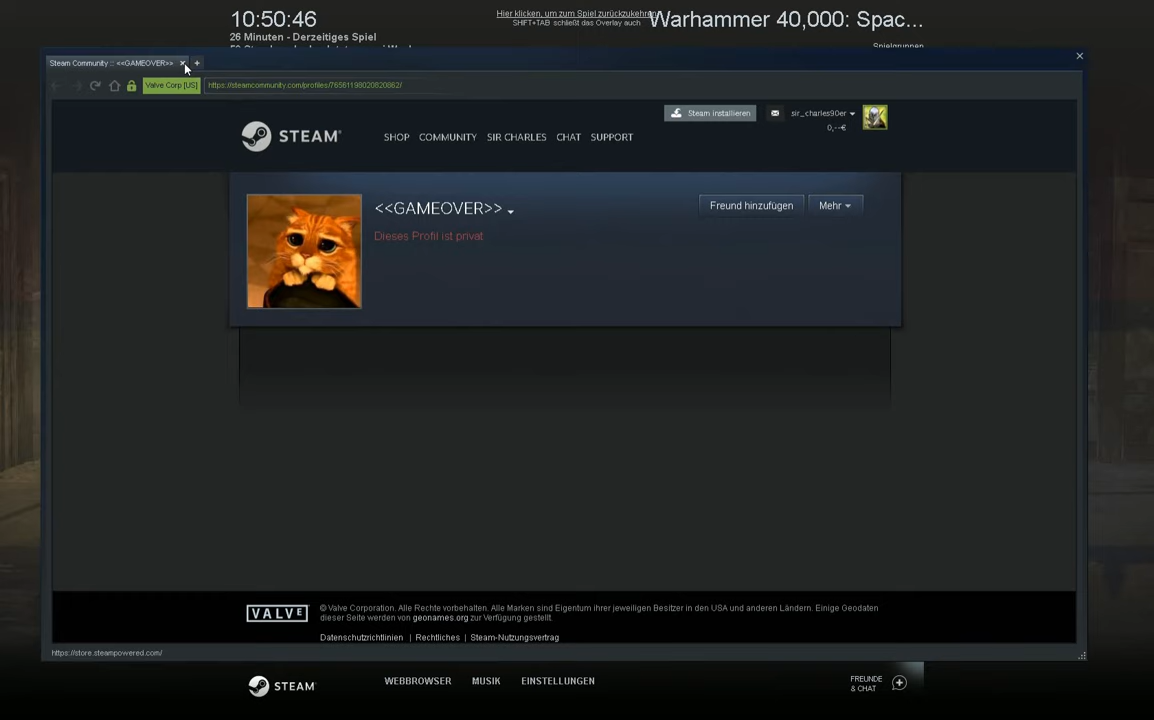 10:50:46
26 Minuten - Derzeitiges Spiel
Hier klicken, um zum Spiel zurückzukehren
SHIFT+TAB schließt das Overlay auch
Warhammer 40,000: Spac...
Spielgruppen
Steam Community :: <<GAMEOVER>>
Valve Corp [US]
https://steamcommunity.com/profiles/76561198020820862/
Steam installieren
sir_charles90er
0,--€
STEAM
SHOP COMMUNITY SIR CHARLES CHAT SUPPORT
<<GAMEOVER>>
Dieses Profil ist privat
Freund hinzufügen
Mehr
VALVE
© Valve Corporation. Alle Rechte vorbehalten. Alle Marken sind Eigentum ihrer jeweiligen Besitzer in den USA und anderen Ländern. Einige Geodaten
dieser Seite werden von geonames.org zur Verfügung gestellt.
Datenschutzrichtlinien | Rechtliches | Steam-Nutzungsvertrag
https://store.steampowered.com/
STEAM
WEBBROWSER MUSIK EINSTELLUNGEN
FREUNDE
& CHAT